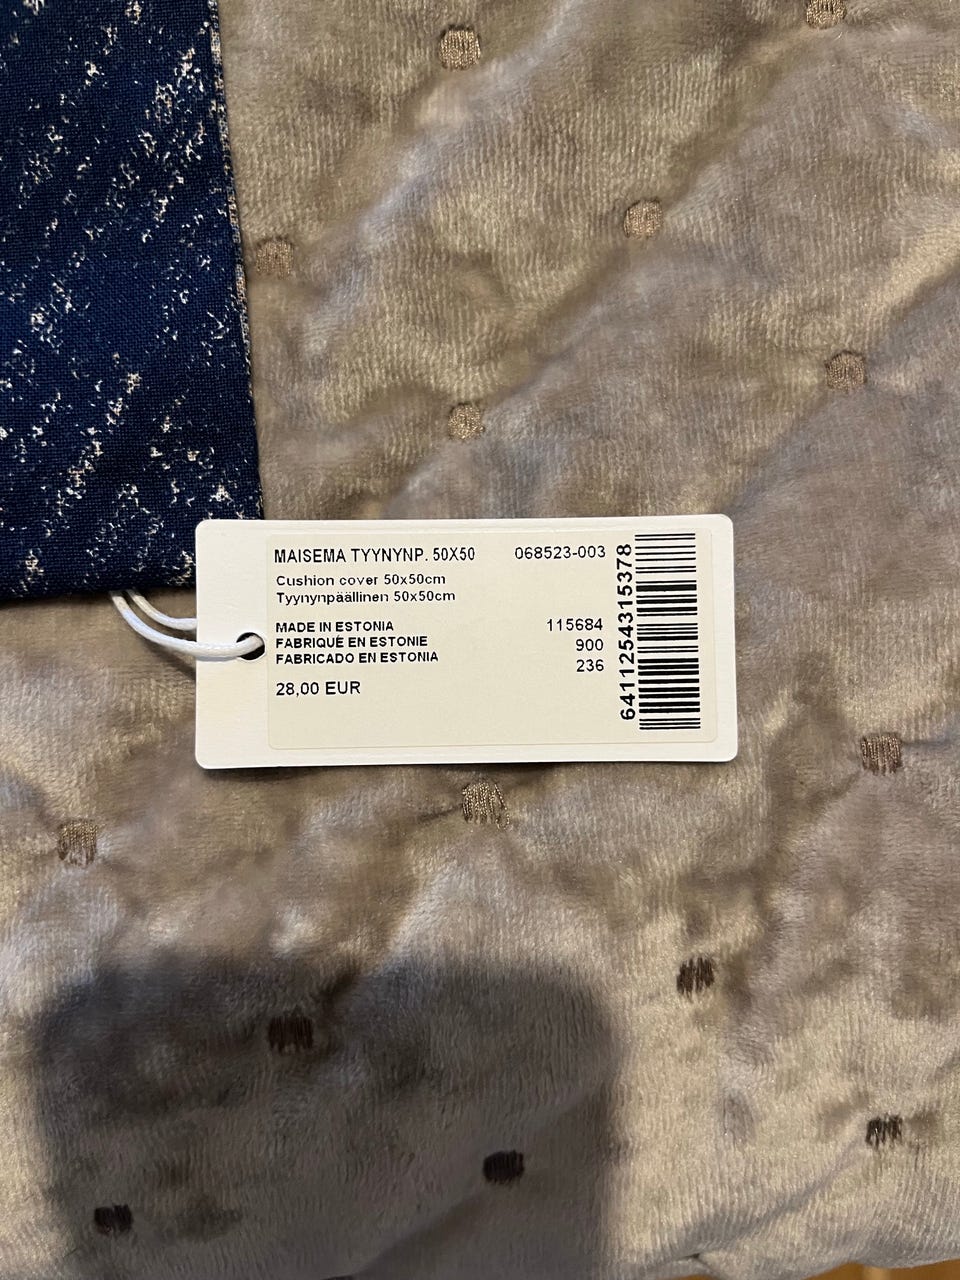 MAISEMA TYYNYNP. 50X50 068523-003
Cushion cover 50x50cm
Tyynynpäällinen 50x50cm
MADE IN ESTONIA 115684
FABRIQUÉ EN ESTONIE 900
FABRICADO EN ESTONIA 236
28,00 EUR
6411254315378